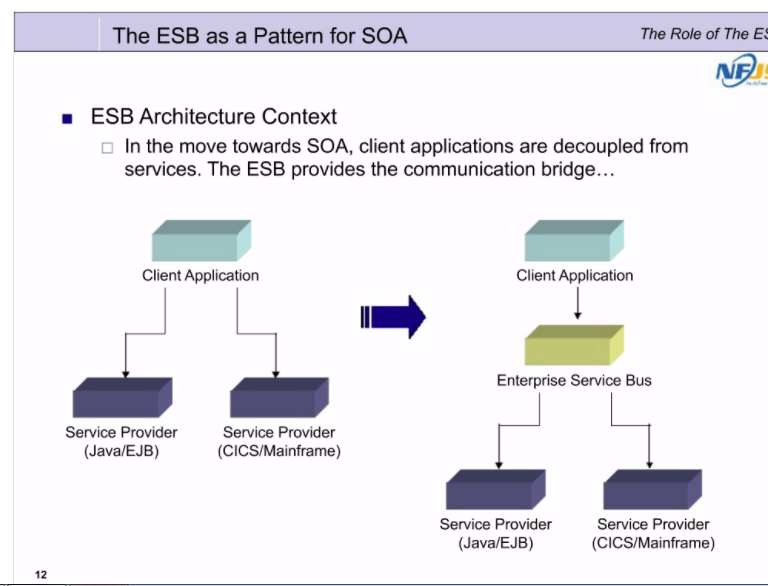 The ESB as a Pattern for SOA
The Role of The ES
ESB Architecture Context
In the move towards SOA, client applications are decoupled from
services. The ESB provides the communication bridge…
Client Application
Client Application
Enterprise Service Bus
Service Provider
(Java/EJB)
Service Provider
(CICS/Mainframe)
Service Provider
(Java/EJB)
Service Provider
(CICS/Mainframe)
12